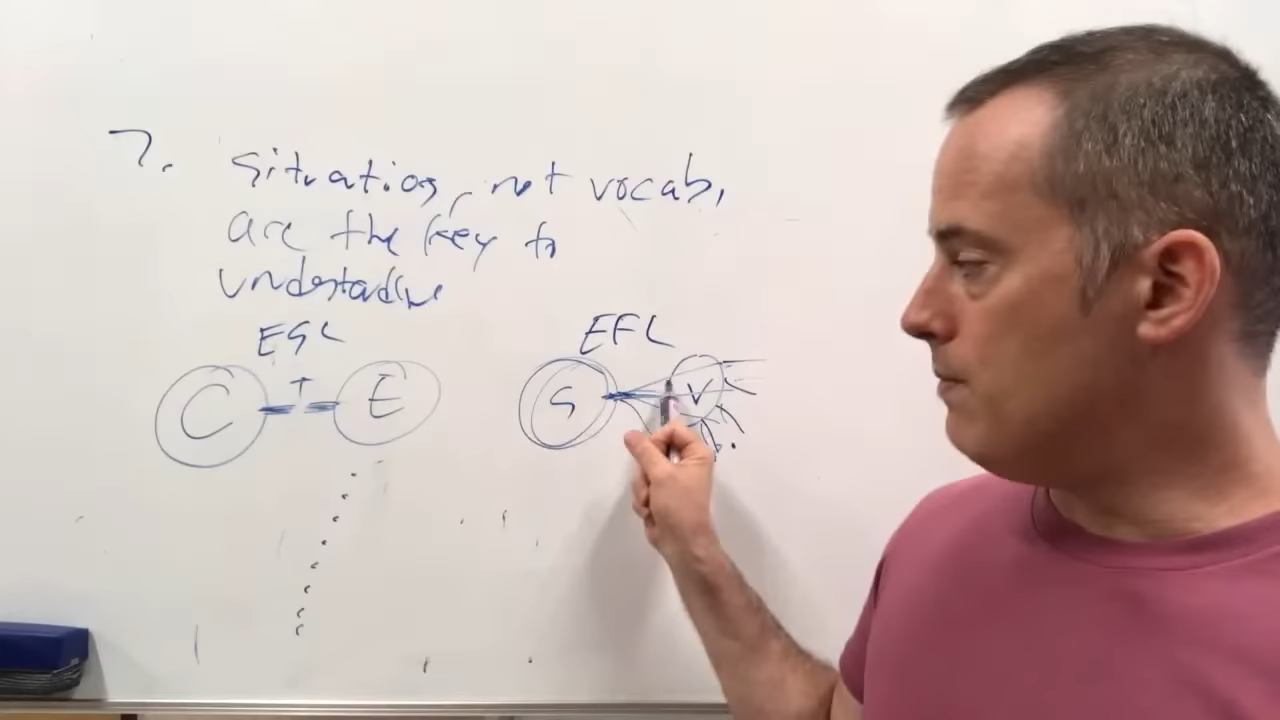 7. situations, not vocab,
are the key to
understanding
ESL EFL
C T E S V